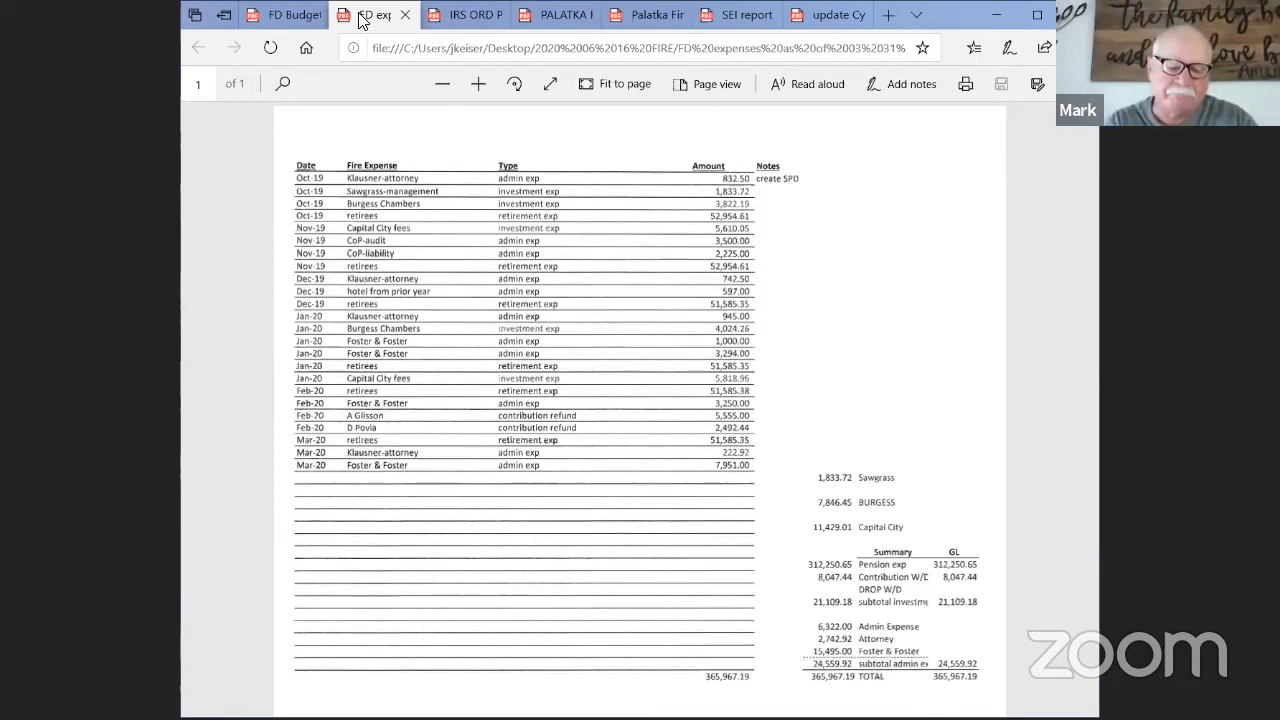 FD Budget
FD exp
IRS ORD P
PALATKA I
Palatka Fir
SEI report
update Cy
file:///C:/Users/jkeiser/Desktop/2020%2006%2016%20FIRE/FD%20expenses%20as%20of%2003%2031%
1 of 1
Fit to page
Page view
Read aloud
Add notes
the family
and love
Mark
Date Fire Expense Type Amount Notes
Oct-19 Klausner-attorney admin exp 832.50 create SPD
Oct-19 Sawgrass-management investment exp 1,833.72
Oct-19 Burgess Chambers investment exp 3,822.19
Oct-19 retirees retirement exp 52,954.61
Nov-19 Capital City fees investment exp 5,610.05
Nov-19 CoP-audit admin exp 3,500.00
Nov-19 CoP-liability admin exp 2,225.00
Nov-19 retirees retirement exp 52,954.61
Dec-19 Klausner-attorney admin exp 742.50
Dec-19 hotel from prior year admin exp 597.00
Dec-19 retirees retirement exp 51,585.35
Jan-20 Klausner-attorney admin exp 945.00
Jan-20 Burgess Chambers investment exp 4,024.26
Jan-20 Foster & Foster admin exp 1,000.00
Jan-20 Foster & Foster admin exp 3,294.00
Jan-20 retirees retirement exp 51,585.35
Jan-20 Capital City fees investment exp 5,818.96
Feb-20 retirees retirement exp 51,585.38
Feb-20 Foster & Foster admin exp 3,250.00
Feb-20 A Glisson contribution refund 5,555.00
Feb-20 D Povia contribution refund 2,492.44
Mar-20 retirees retirement exp 51,585.35
Mar-20 Klausner-attorney admin exp 222.92
Mar-20 Foster & Foster admin exp 7,951.00
1,833.72 Sawgrass
7,846.45 BURGESS
11,429.01 Capital City
Summary GL
312,250.65 Pension exp 312,250.65
8,047.44 Contribution W/D 8,047.44
DROP W/D
21,109.18 subtotal investme 21,109.18
6,322.00 Admin Expense
2,742.92 Attorney
15,495.00 Foster & Foster
24,559.92 subtotal admin ex 24,559.92
365,967.19 365,967.19 TOTAL 365,967.19
zoom